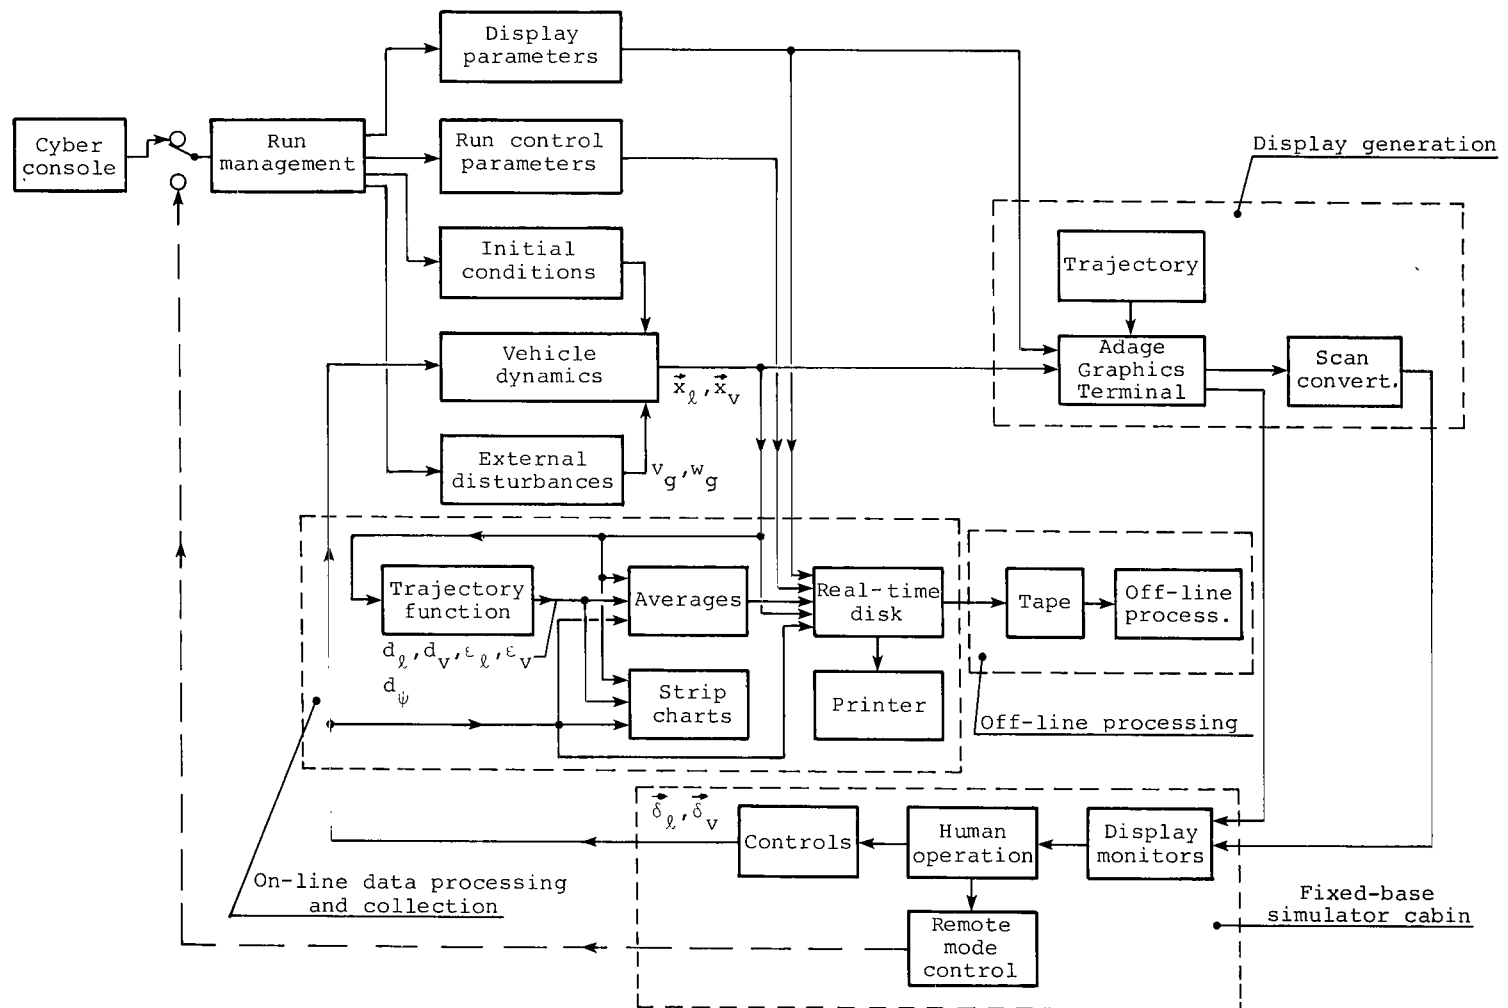 Display
parameters
Cyber
console
Run
management
Run control
parameters
Display generation
Initial
conditions
Trajectory
Vehicle
dynamics
x⃗ℓ,x⃗v
Adage
Graphics
Terminal
Scan
convert.
External
disturbances
vg,wg
Trajectory
function
Averages
Real-time
disk
Tape
Off-line
process.
dℓ,dv,εℓ,εv
dψ
Strip
charts
Printer
Off-line processing
δ⃗ℓ,δ⃗v
Controls
Human
operation
Display
monitors
On-line data processing
and collection
Fixed-base
simulator cabin
Remote
mode
control